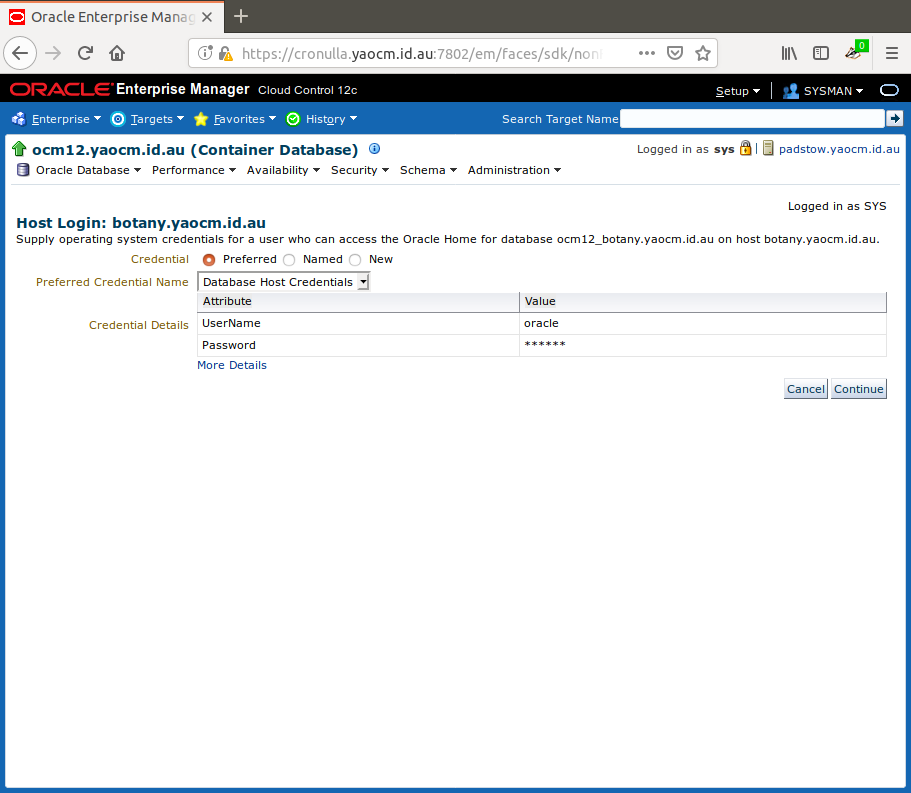 Oracle Enterprise Manag
https://cronulla.yaocm.id.au:7802/em/faces/sdk/non
0
ORACLE Enterprise Manager Cloud Control 12c
Setup SYSMAN
Enterprise Targets Favorites History Search Target Name
ocm12.yaocm.id.au (Container Database) Logged in as sys padstow.yaocm.id.au
Oracle Database Performance Availability Security Schema Administration
Logged in as SYS
Host Login: botany.yaocm.id.au
Supply operating system credentials for a user who can access the Oracle Home for database ocm12_botany.yaocm.id.au on host botany.yaocm.id.au.
Credential Preferred Named New
Preferred Credential Name Database Host Credentials
Attribute Value
Credential Details
UserName oracle
Password ******
More Details
Cancel Continue